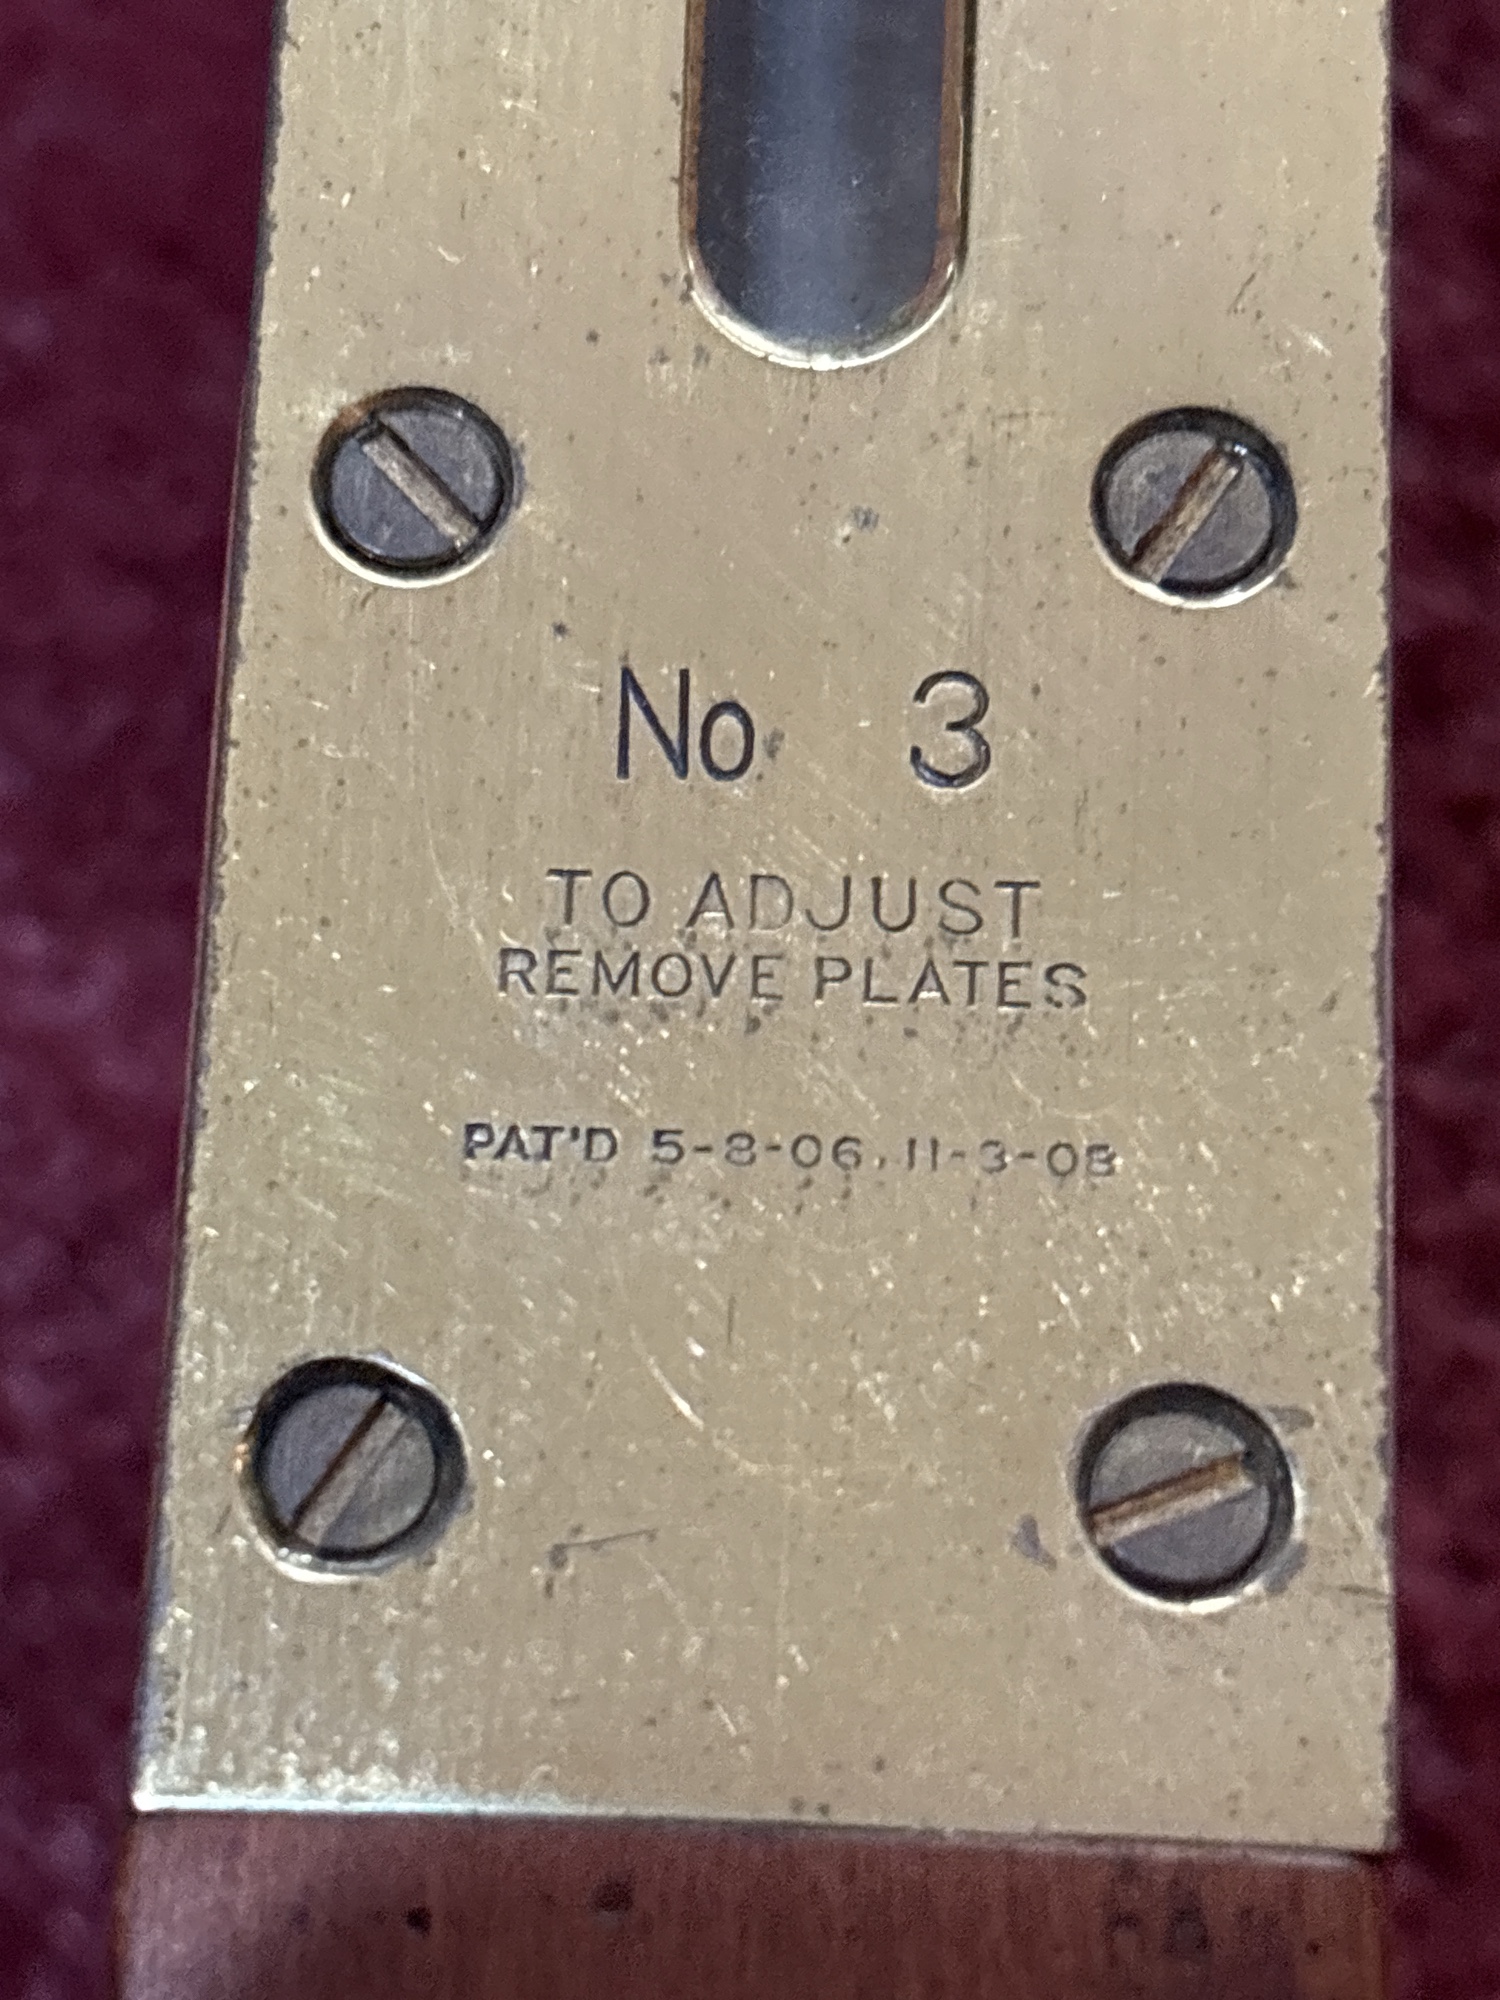 No 3
TO ADJUST
REMOVE PLATES
PAT'D 5-8-06, 11-3-08